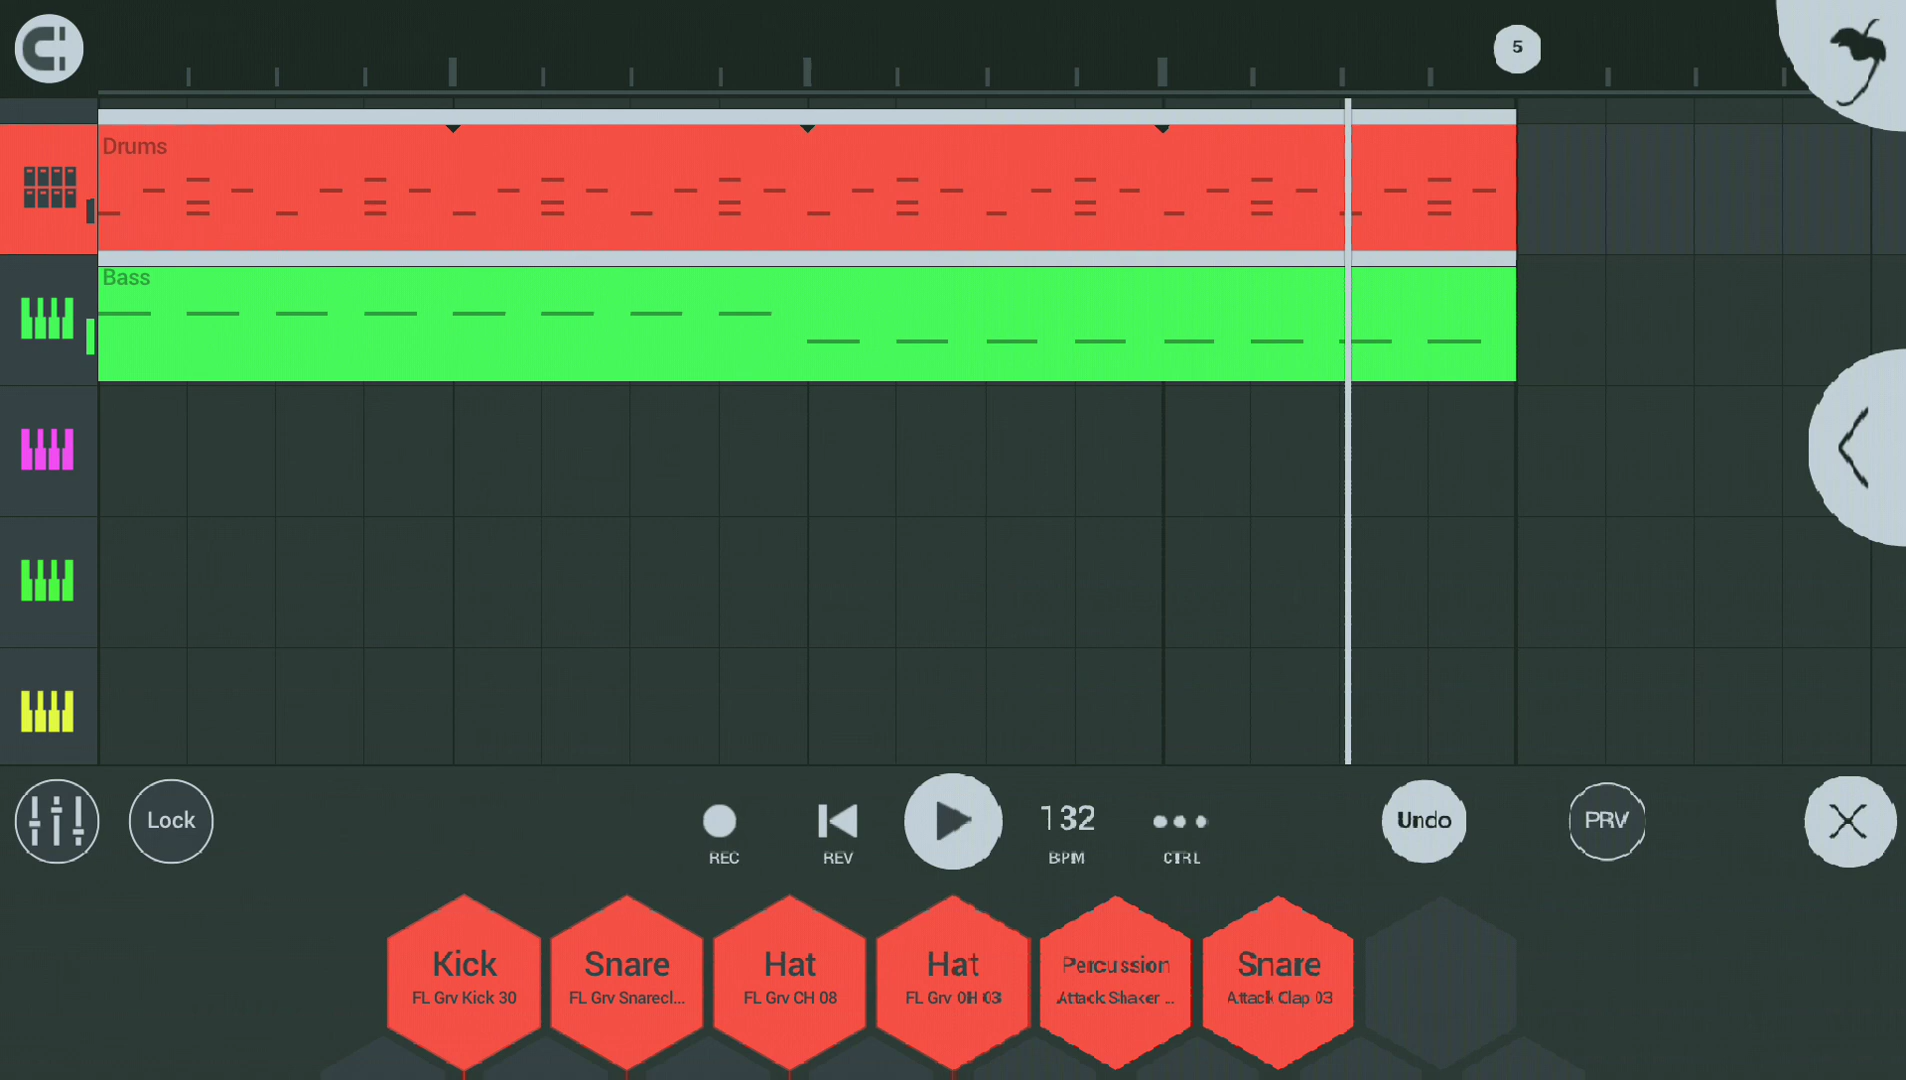 5
Drums
Bass
Lock
REC
REV
132
BPM
CTRL
Undo
PRV
Kick
FL Grv Kick 30
Snare
FL Grv Snarecl...
Hat
FL Grv CH 08
Hat
FL Grv OH 03
Percussion
Attack Shaker ...
Snare
Attack Clap 03